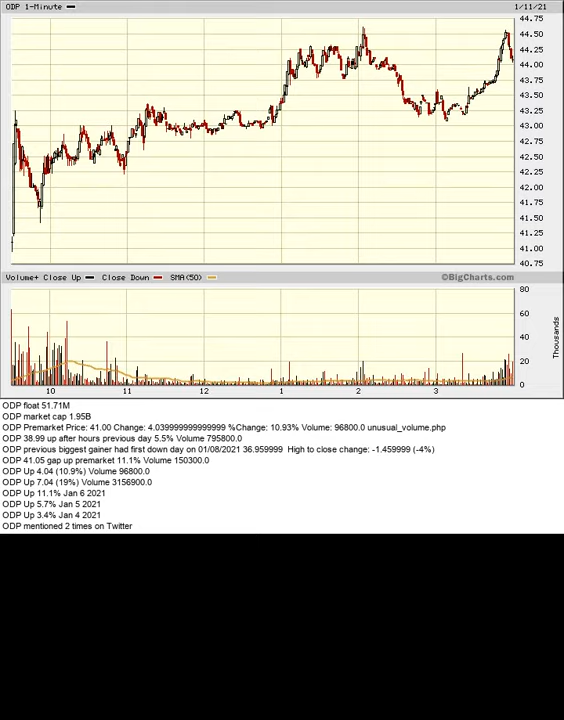 ODP 1-Minute 1/11/21
44.75
44.50
44.25
44.00
43.75
43.50
43.25
43.00
42.75
42.50
42.25
42.00
41.75
41.50
41.25
41.00
40.75
Volume+ Close Up Close Down SMA(50) ©BigCharts.com
80
60
40
20
0
Thousands
10 11 12 1 2 3
ODP float 51.71M
ODP market cap 1.95B
ODP Premarket Price: 41.00 Change: 4.039999999999999 %Change: 10.93% Volume: 96800.0 unusual_volume.php
ODP 38.99 up after hours previous day 5.5% Volume 795800.0
ODP previous biggest gainer had first down day on 01/08/2021 36.959999 High to close change: -1.459999 (-4%)
ODP 41.05 gap up premarket 11.1% Volume 150300.0
ODP Up 4.04 (10.9%) Volume 96800.0
ODP Up 7.04 (19%) Volume 3156900.0
ODP Up 11.1% Jan 6 2021
ODP Up 5.7% Jan 5 2021
ODP Up 3.4% Jan 4 2021
ODP mentioned 2 times on Twitter